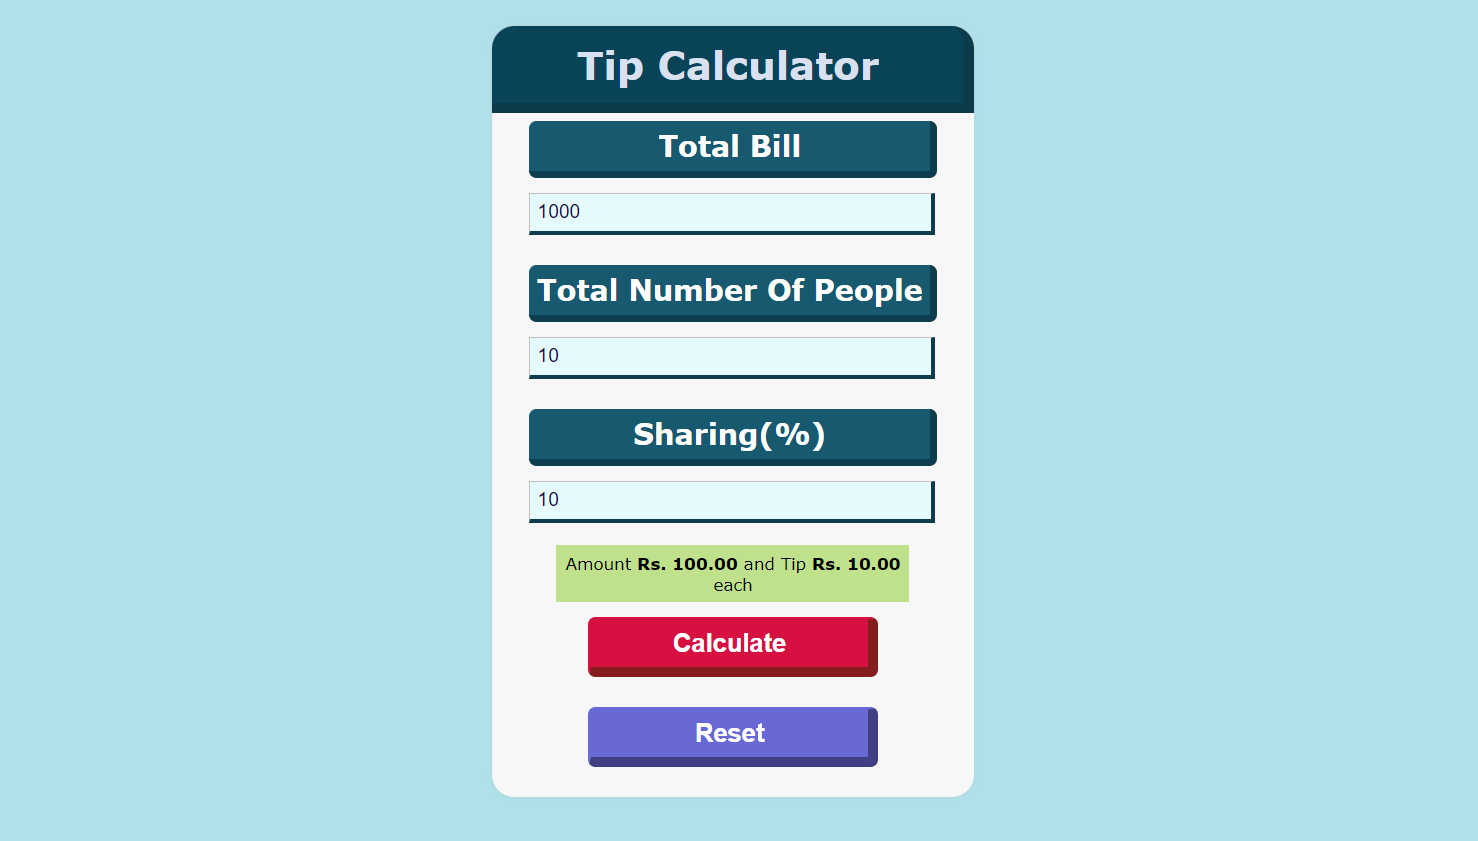 Tip Calculator
Total Bill
1000
Total Number Of People
10
Sharing(%)
10
Amount Rs. 100.00 and Tip Rs. 10.00
each
Calculate
Reset